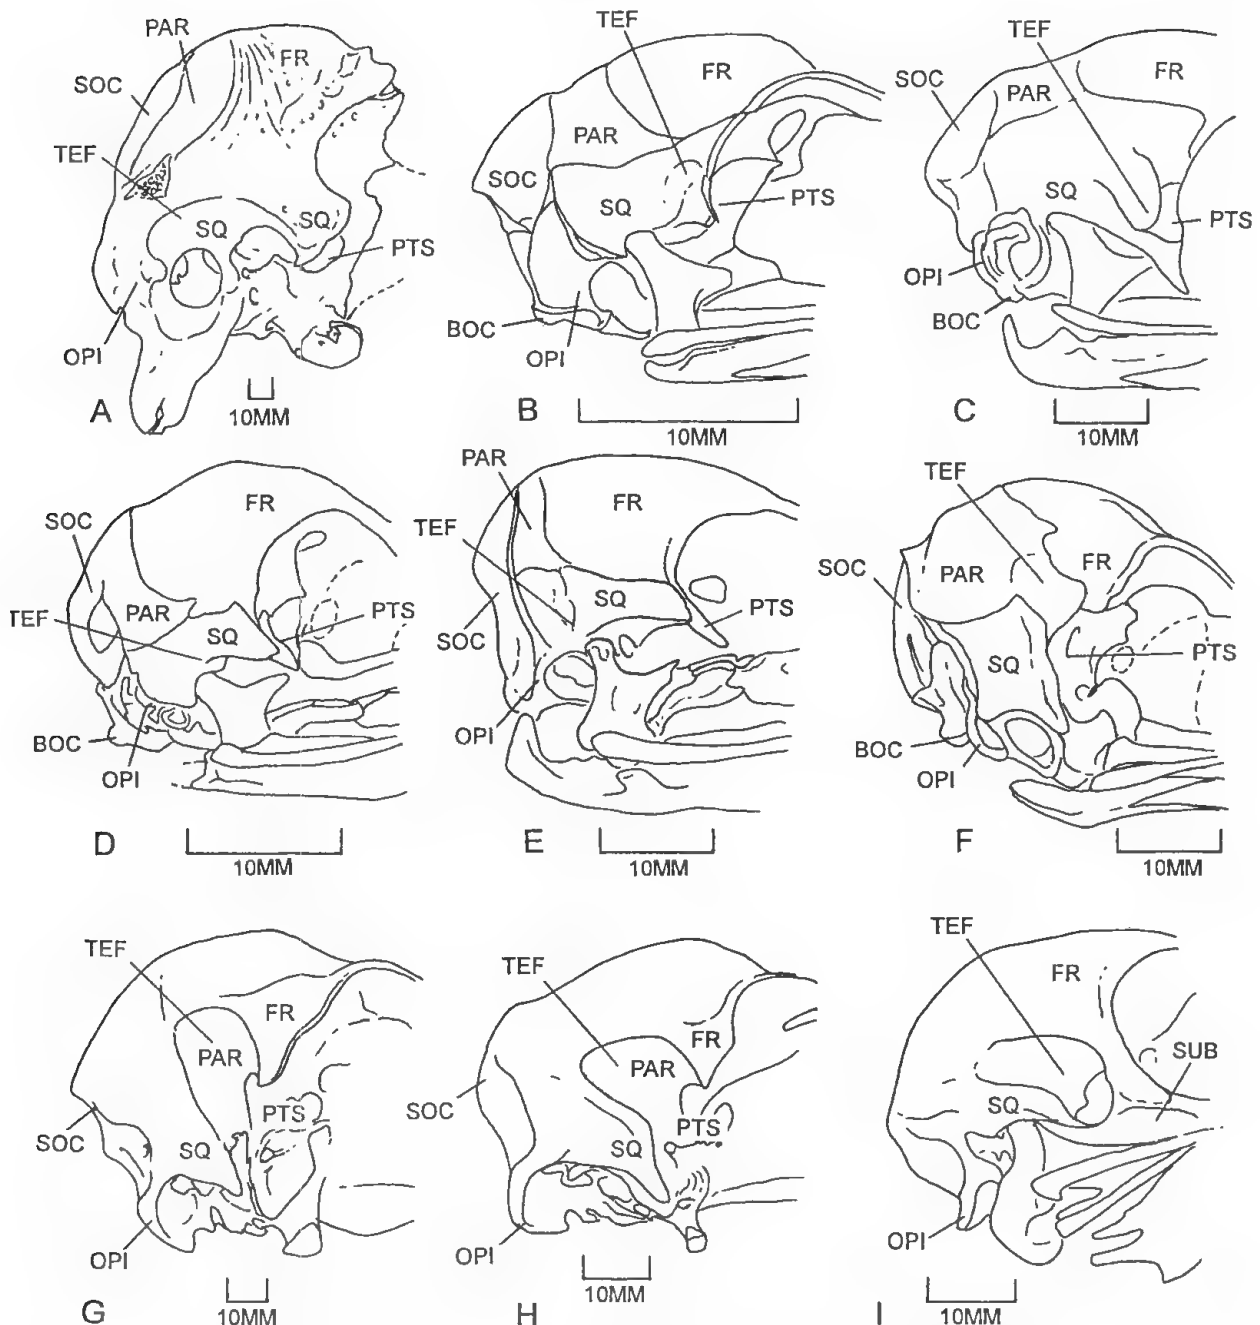 PAR
FR
SOC
TEF
SQ
SQ
PTS
OPI
A
10MM
TEF
FR
PAR
SOC
SQ
PTS
BOC
OPI
B
10MM
TEF
SOC
PAR
FR
SQ
PTS
OPI
BOC
C
10MM
FR
SOC
PAR
TEF
SQ
PTS
BOC
OPI
D
10MM
PAR
FR
TEF
SQ
SOC
PTS
OPI
E
10MM
TEF
SOC
PAR
FR
SQ
PTS
BOC
OPI
F
10MM
TEF
FR
PAR
PTS
SOC
SQ
OPI
G
10MM
TEF
FR
PAR
SOC
PTS
SQ
OPI
H
10MM
TEF
FR
SUB
SQ
OPI
I
10MM